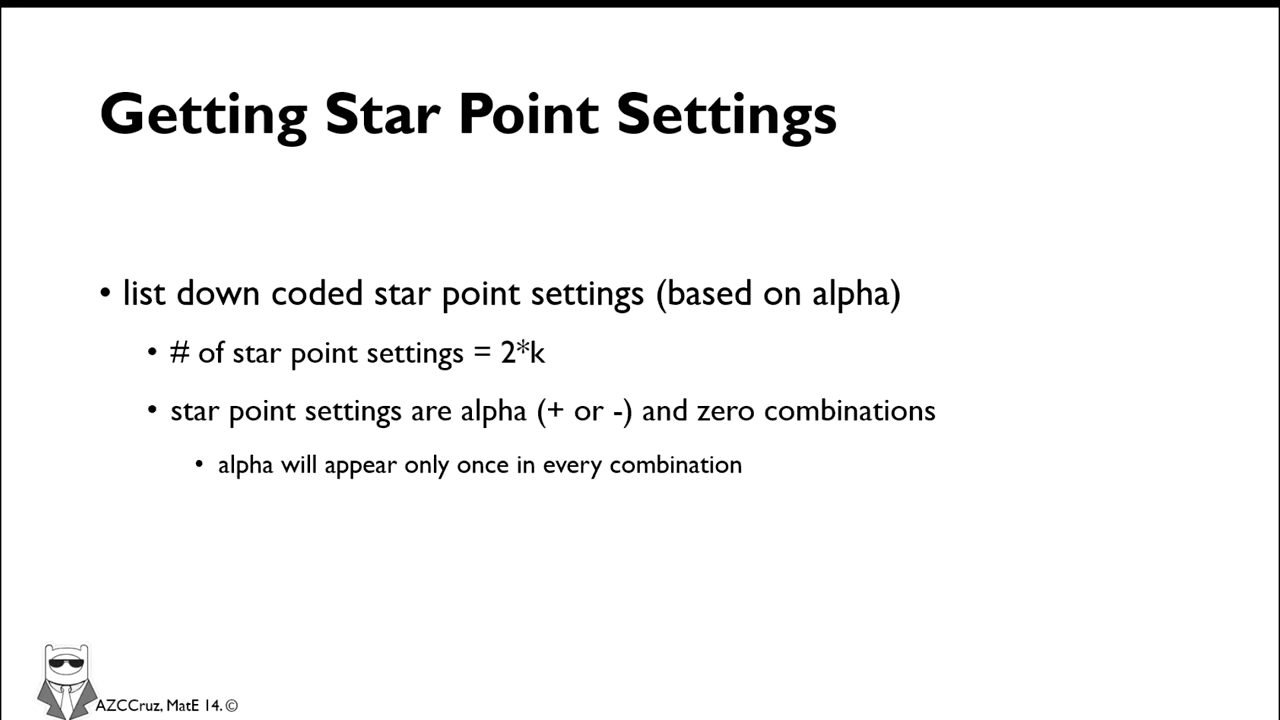 Getting Star Point Settings
• list down coded star point settings (based on alpha)
• # of star point settings = 2*k
• star point settings are alpha (+ or -) and zero combinations
• alpha will appear only once in every combination
AZCCruz, MatE 14. ©